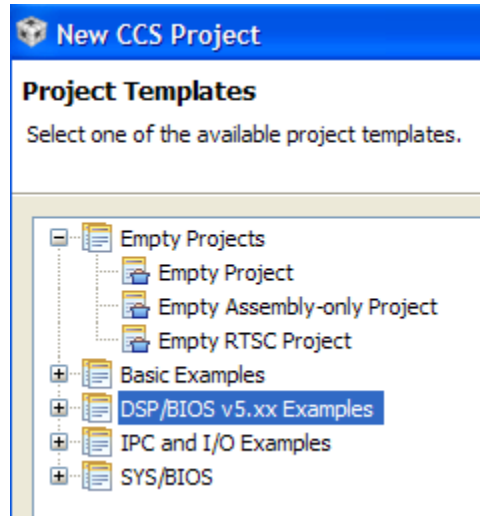 New CCS Project
Project Templates
Select one of the available project templates.
Empty Projects
Empty Project
Empty Assembly-only Project
Empty RTSC Project
Basic Examples
DSP/BIOS v5.xx Examples
IPC and I/O Examples
SYS/BIOS